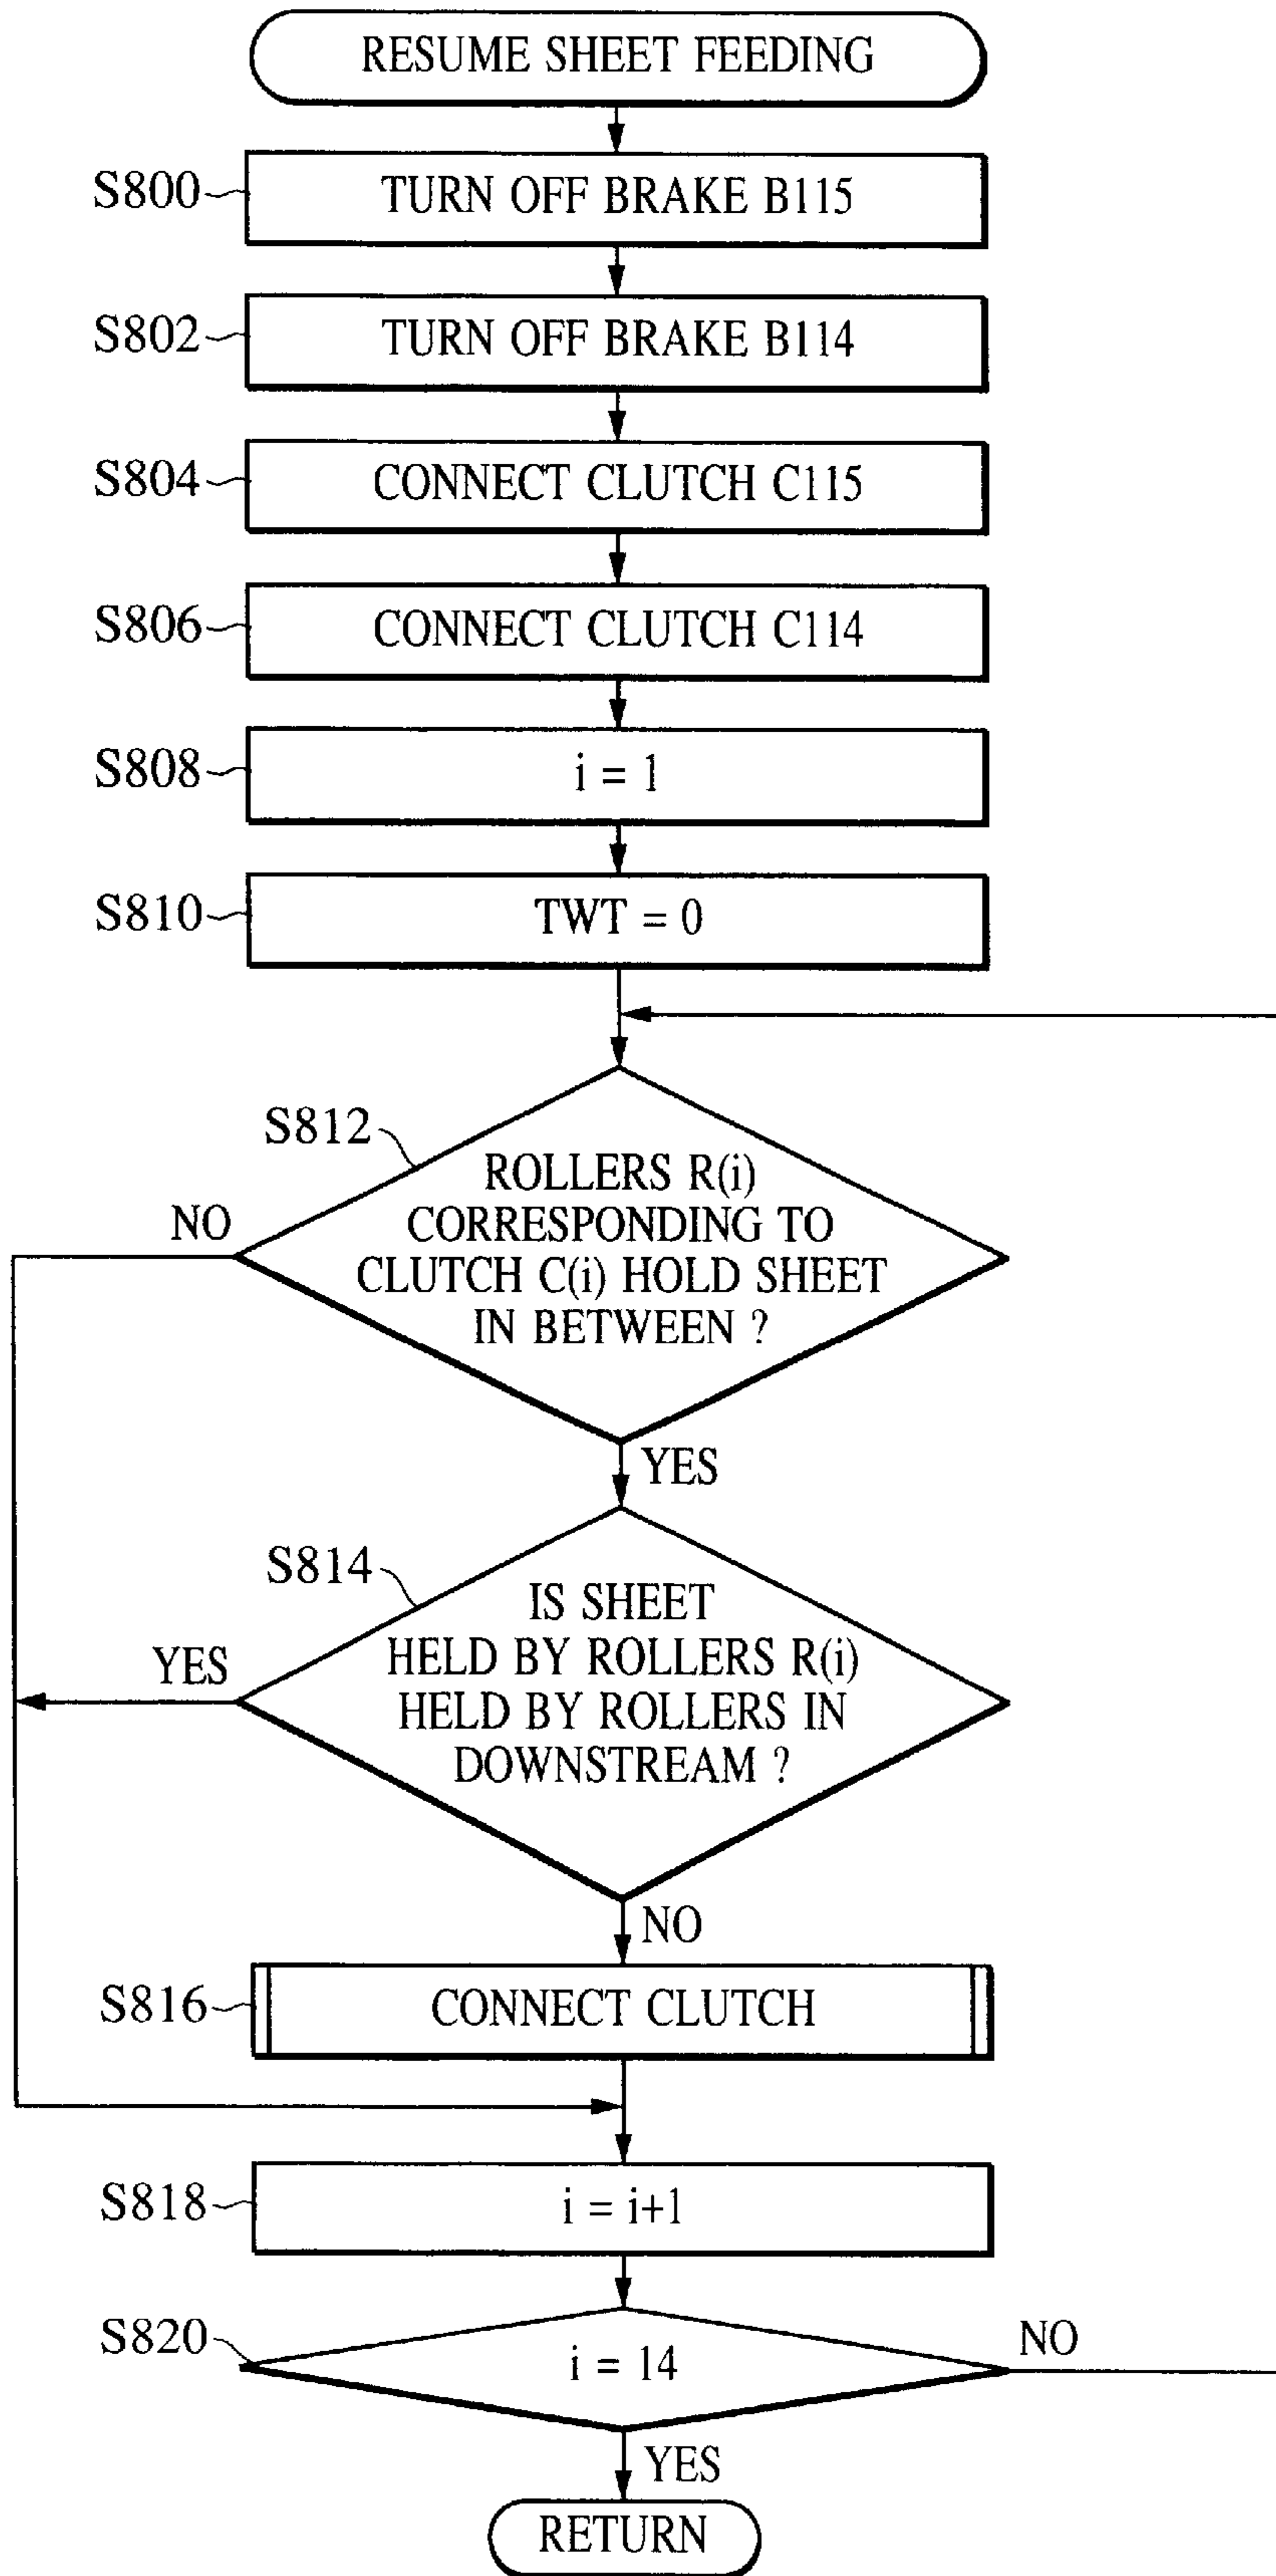 RESUME SHEET FEEDING
S800
TURN OFF BRAKE B115
S802
TURN OFF BRAKE B114
S804
CONNECT CLUTCH C115
S806
CONNECT CLUTCH C114
S808
i = 1
S810
TWT = 0
S812
ROLLERS R(i)
CORRESPONDING TO
CLUTCH C(i) HOLD SHEET
IN BETWEEN ?
NO
YES
S814
IS SHEET
HELD BY ROLLERS R(i)
HELD BY ROLLERS IN
DOWNSTREAM ?
YES
NO
S816
CONNECT CLUTCH
S818
i = i+1
S820
i = 14
NO
YES
RETURN